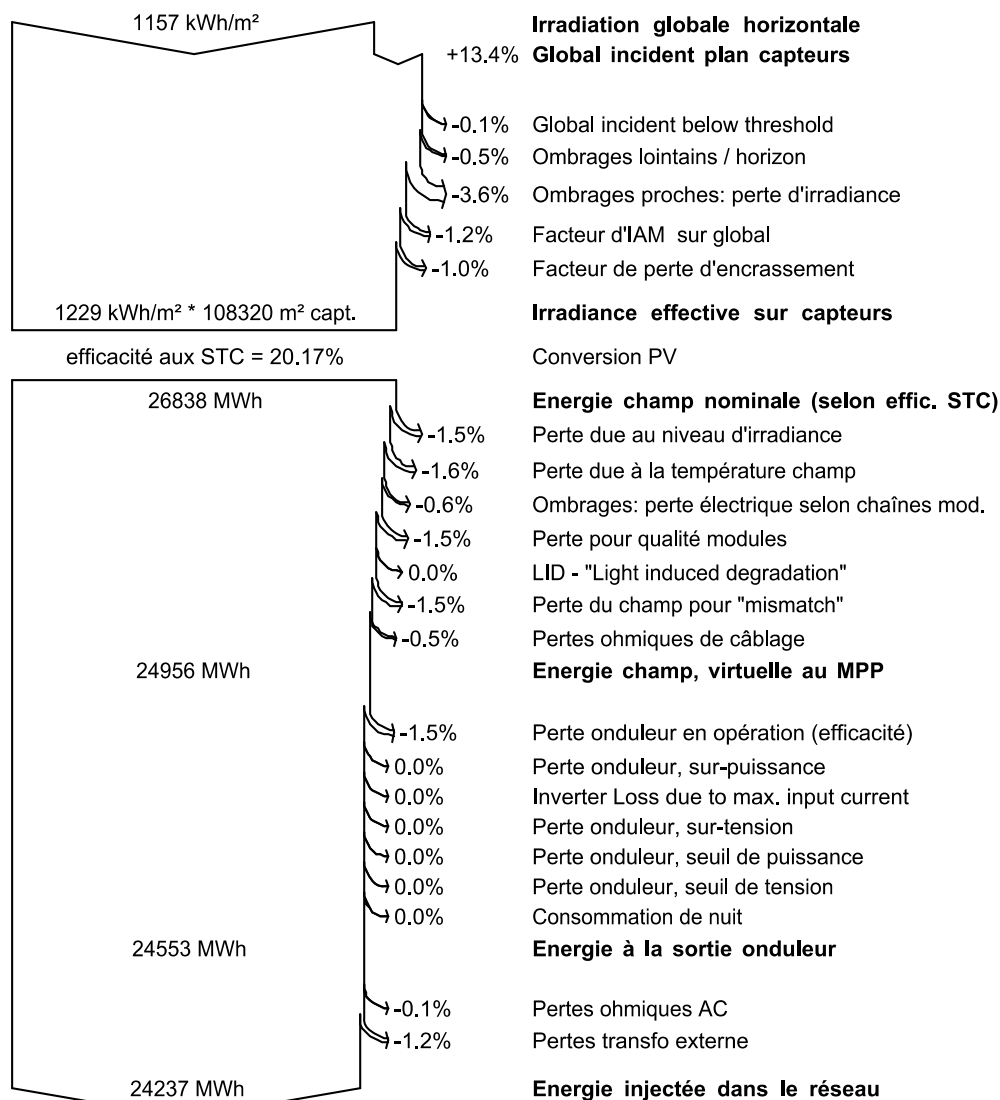 1157 kWh/m² Irradiation globale horizontale
+13.4% Global incident plan capteurs
-0.1% Global incident below threshold
-0.5% Ombrages lointains / horizon
-3.6% Ombrages proches: perte d'irradiance
-1.2% Facteur d'IAM sur global
-1.0% Facteur de perte d'encrassement
1229 kWh/m² * 108320 m² capt. Irradiance effective sur capteurs
efficacité aux STC = 20.17% Conversion PV
26838 MWh Energie champ nominale (selon effic. STC)
-1.5% Perte due au niveau d'irradiance
-1.6% Perte due à la température champ
-0.6% Ombrages: perte électrique selon chaînes mod.
-1.5% Perte pour qualité modules
0.0% LID - "Light induced degradation"
-1.5% Perte du champ pour "mismatch"
-0.5% Pertes ohmiques de câblage
24956 MWh Energie champ, virtuelle au MPP
-1.5% Perte onduleur en opération (efficacité)
0.0% Perte onduleur, sur-puissance
0.0% Inverter Loss due to max. input current
0.0% Perte onduleur, sur-tension
0.0% Perte onduleur, seuil de puissance
0.0% Perte onduleur, seuil de tension
0.0% Consommation de nuit
24553 MWh Energie à la sortie onduleur
-0.1% Pertes ohmiques AC
-1.2% Pertes transfo externe
24237 MWh Energie injectée dans le réseau